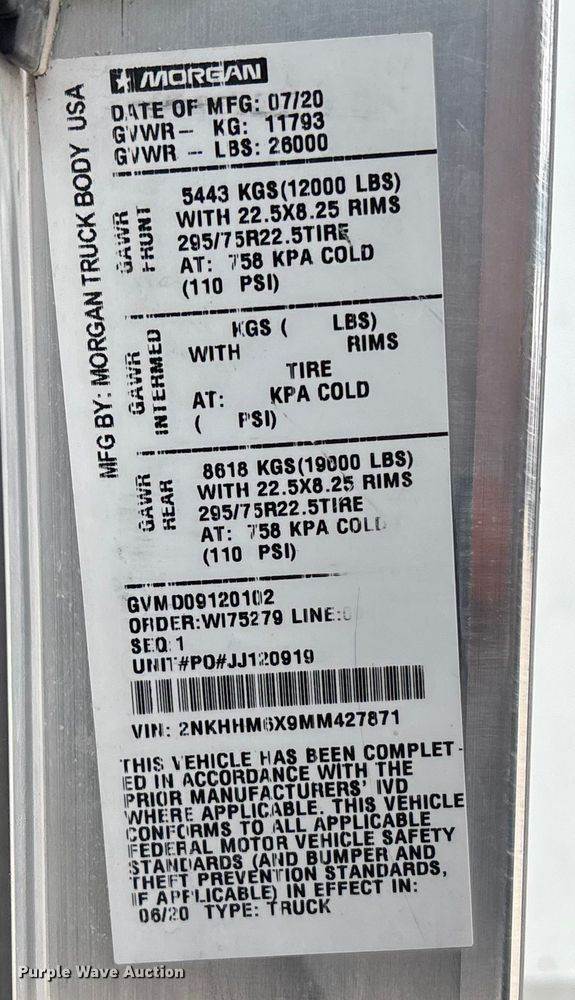 MORGAN
MFG BY: MORGAN TRUCK BODY USA
DATE OF MFG: 07/20
GVWR-- KG: 11793
GVWR -- LBS: 26000
GAWR FRONT
5443 KGS(12000 LBS)
WITH 22.5X8.25 RIMS
295/75R22.5TIRE
AT: 758 KPA COLD
(110 PSI)
GAWR INTERMED
KGS ( LBS)
WITH RIMS
TIRE
AT: KPA COLD
( PSI)
GAWR REAR
8618 KGS(19000 LBS)
WITH 22.5X8.25 RIMS
295/75R22.5TIRE
AT: 758 KPA COLD
(110 PSI)
GVM-D09120102
ORDER:WI75279 LINE:
SEQ:1
UNIT#PO#JJ120919
VIN: 2NKHHM6X9MM427871
THIS VEHICLE HAS BEEN COMPLET-
ED IN ACCORDANCE WITH THE
PRIOR MANUFACTURERS' IVD
WHERE APPLICABLE. THIS VEHICLE
CONFORMS TO ALL APPLICABLE
FEDERAL MOTOR VEHICLE SAFETY
STANDARDS (AND BUMPER AND
THEFT PREVENTION STANDARDS,
IF APPLICABLE) IN EFFECT IN:
06/20 TYPE: TRUCK
Purple Wave Auction